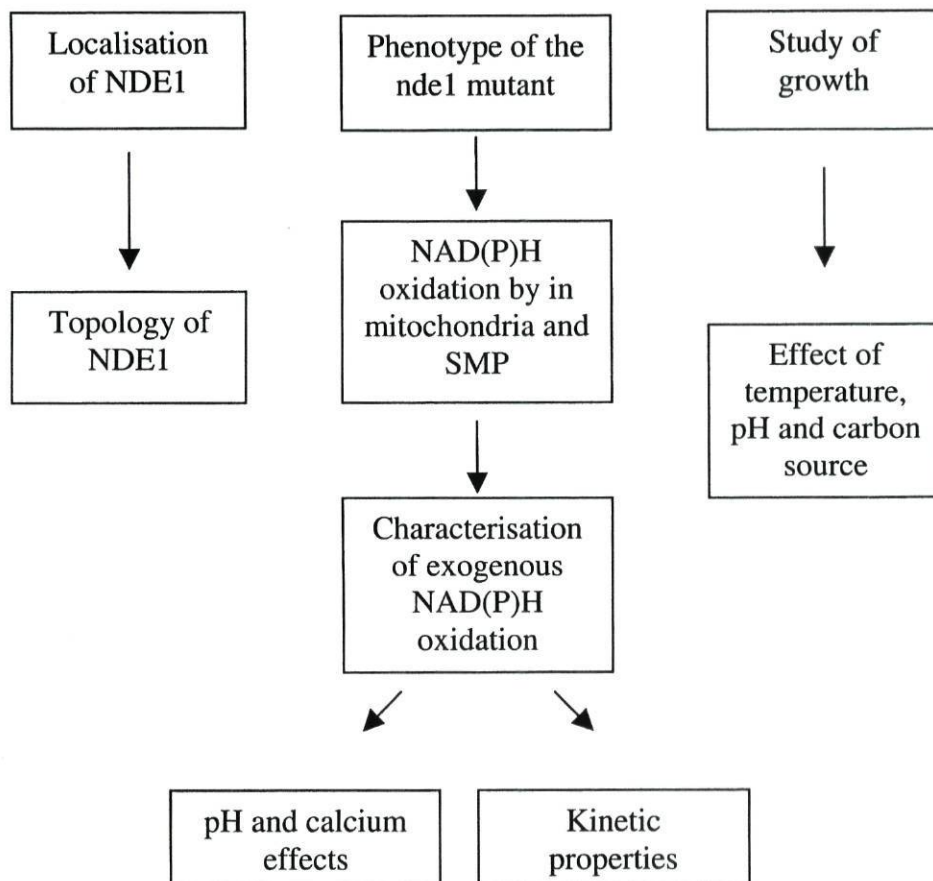 Localisation
of NDE1
Phenotype of the
nde1 mutant
Study of
growth
NAD(P)H
oxidation by in
mitochondria and
SMP
Topology of
NDE1
Effect of
temperature,
pH and carbon
source
Characterisation
of exogenous
NAD(P)H
oxidation
pH and calcium
effects
Kinetic
properties